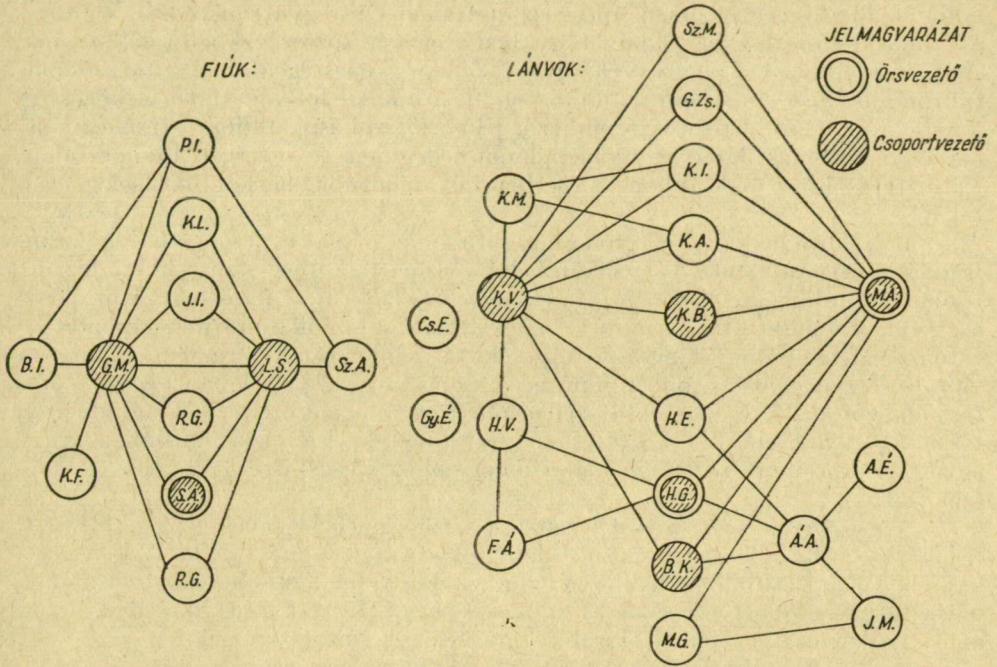 FIÚK:
P.I.
K.L.
J.I.
B.I.
G.M.
L.S.
Sz.A.
R.G.
K.F.
S.Á.
R.G.
LÁNYOK:
Sz.M.
G.Zs.
K.I.
K.M.
K.A.
K.V.
K.B.
M.Á.
Cs.E.
Gy.É.
H.V.
H.E.
A.É.
H.G.
F.Á.
Á.A.
B.K.
M.G.
J.M.
JELMAGYARÁZAT
Örsvezető
Csoportvezető